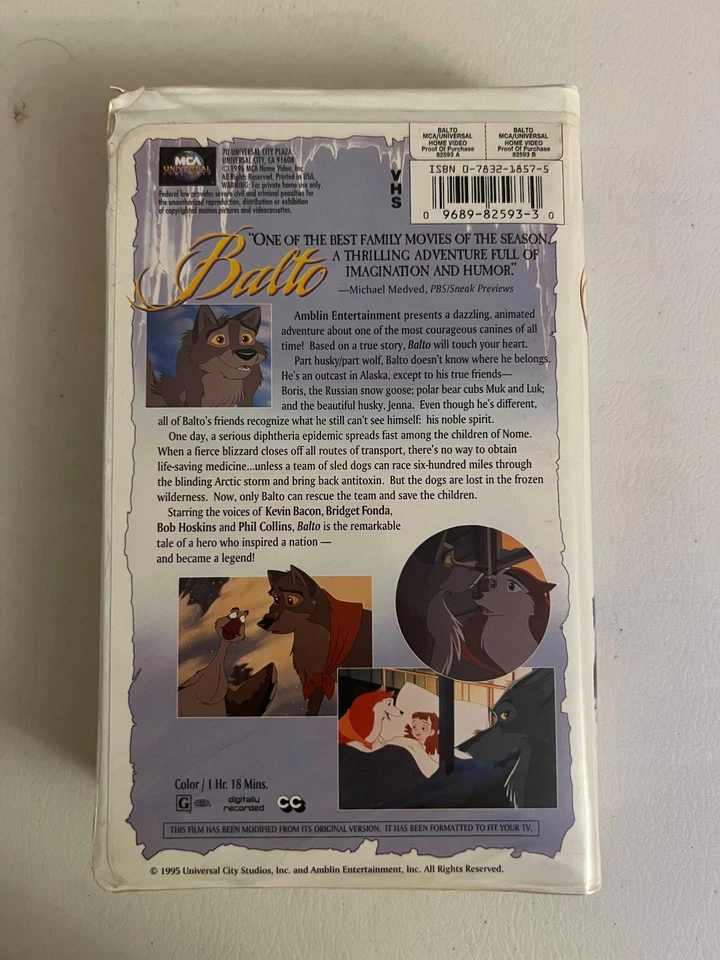 MCA
UNIVERSAL
70 UNIVERSAL CITY PLAZA,
UNIVERSAL CITY, CA 91608
© 1996 MCA Home Video, Inc.
All Rights Reserved. Printed in USA.
WARNING: For private home use only.
Federal law provides severe civil and criminal penalties for
the unauthorized reproduction, distribution or exhibition
of copyrighted motion pictures and videocassettes.
VHS
BALTO
MCA/UNIVERSAL
HOME VIDEO
Proof Of Purchase
82593 A
BALTO
MCA/UNIVERSAL
HOME VIDEO
Proof Of Purchase
82593 B
ISBN 0-7832-1857-5
0 9689-82593-3 0
Balto
"ONE OF THE BEST FAMILY MOVIES OF THE SEASON.
A THRILLING ADVENTURE FULL OF
IMAGINATION AND HUMOR."
—Michael Medved, PBS/Sneak Previews
Amblin Entertainment presents a dazzling, animated
adventure about one of the most courageous canines of all
time! Based on a true story, Balto will touch your heart.
Part husky/part wolf, Balto doesn't know where he belongs.
He's an outcast in Alaska, except to his true friends—
Boris, the Russian snow goose; polar bear cubs Muk and Luk;
and the beautiful husky, Jenna. Even though he's different,
all of Balto's friends recognize what he still can't see himself: his noble spirit.
One day, a serious diphtheria epidemic spreads fast among the children of Nome.
When a fierce blizzard closes off all routes of transport, there's no way to obtain
life-saving medicine...unless a team of sled dogs can race six-hundred miles through
the blinding Arctic storm and bring back antitoxin. But the dogs are lost in the frozen
wilderness. Now, only Balto can rescue the team and save the children.
Starring the voices of Kevin Bacon, Bridget Fonda,
Bob Hoskins and Phil Collins, Balto is the remarkable
tale of a hero who inspired a nation —
and became a legend!
Color / 1 Hr. 18 Mins.
G
digitally
recorded
CC
THIS FILM HAS BEEN MODIFIED FROM ITS ORIGINAL VERSION. IT HAS BEEN FORMATTED TO FIT YOUR TV.
© 1995 Universal City Studios, Inc. and Amblin Entertainment, Inc. All Rights Reserved.